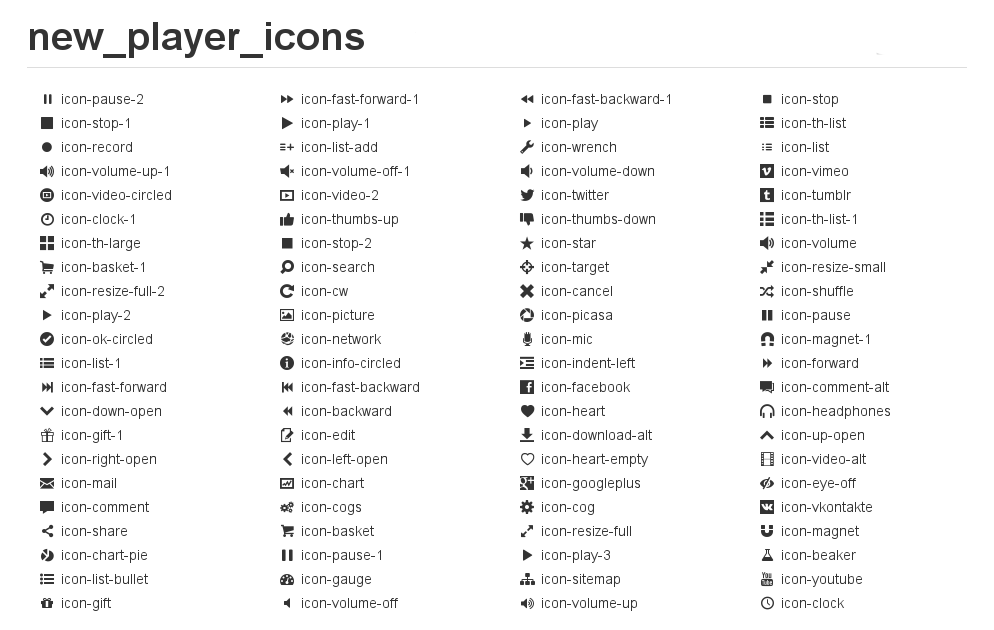 new_player_icons
icon-pause-2 icon-fast-forward-1 icon-fast-backward-1 icon-stop
icon-stop-1 icon-play-1 icon-play icon-th-list
icon-record icon-list-add icon-wrench icon-list
icon-volume-up-1 icon-volume-off-1 icon-volume-down icon-vimeo
icon-video-circled icon-video-2 icon-twitter icon-tumblr
icon-clock-1 icon-thumbs-up icon-thumbs-down icon-th-list-1
icon-th-large icon-stop-2 icon-star icon-volume
icon-basket-1 icon-search icon-target icon-resize-small
icon-resize-full-2 icon-cw icon-cancel icon-shuffle
icon-play-2 icon-picture icon-picasa icon-pause
icon-ok-circled icon-network icon-mic icon-magnet-1
icon-list-1 icon-info-circled icon-indent-left icon-forward
icon-fast-forward icon-fast-backward icon-facebook icon-comment-alt
icon-down-open icon-backward icon-heart icon-headphones
icon-gift-1 icon-edit icon-download-alt icon-up-open
icon-right-open icon-left-open icon-heart-empty icon-video-alt
icon-mail icon-chart icon-googleplus icon-eye-off
icon-comment icon-cogs icon-cog icon-vkontakte
icon-share icon-basket icon-resize-full icon-magnet
icon-chart-pie icon-pause-1 icon-play-3 icon-beaker
icon-list-bullet icon-gauge icon-sitemap icon-youtube
icon-gift icon-volume-off icon-volume-up icon-clock